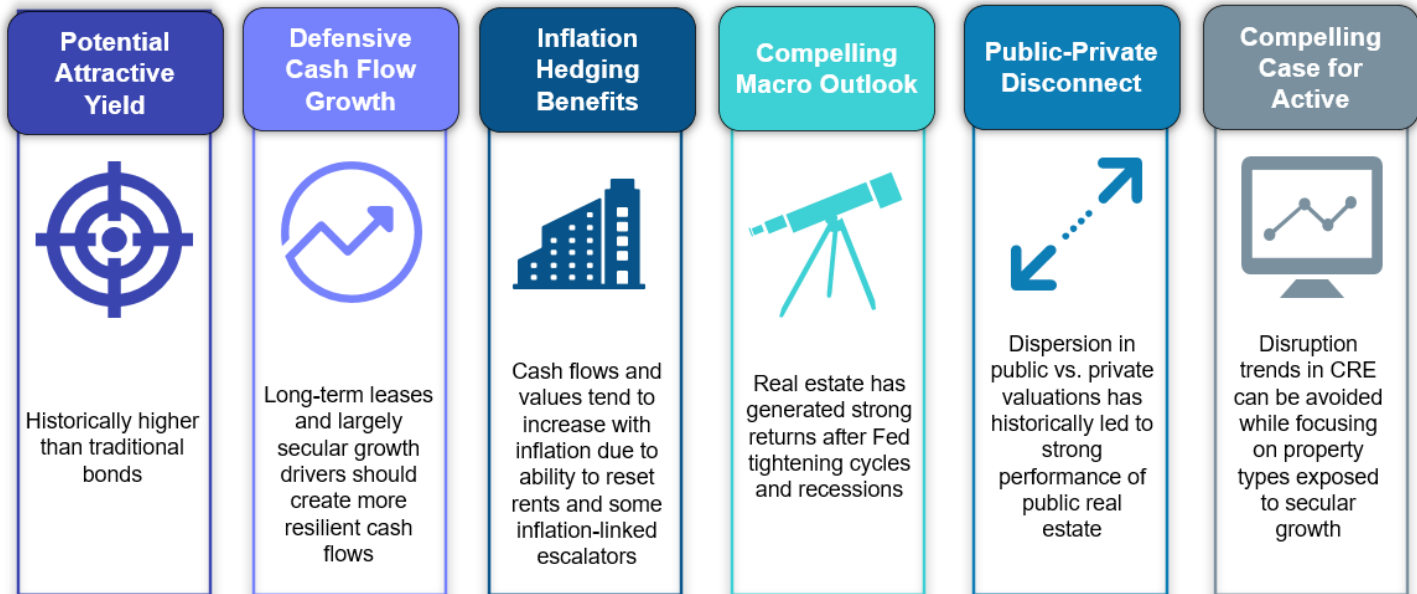 Potential
Attractive
Yield
Historically higher
than traditional
bonds
Defensive
Cash Flow
Growth
Long-term leases
and largely
secular growth
drivers should
create more
resilient cash
flows
Inflation
Hedging
Benefits
Cash flows and
values tend to
increase with
inflation due to
ability to reset
rents and some
inflation-linked
escalators
Compelling
Macro Outlook
Real estate has
generated strong
returns after Fed
tightening cycles
and recessions
Public-Private
Disconnect
Dispersion in
public vs. private
valuations has
historically led to
strong
performance of
public real
estate
Compelling
Case for
Active
Disruption
trends in CRE
can be avoided
while focusing
on property
types exposed
to secular
growth